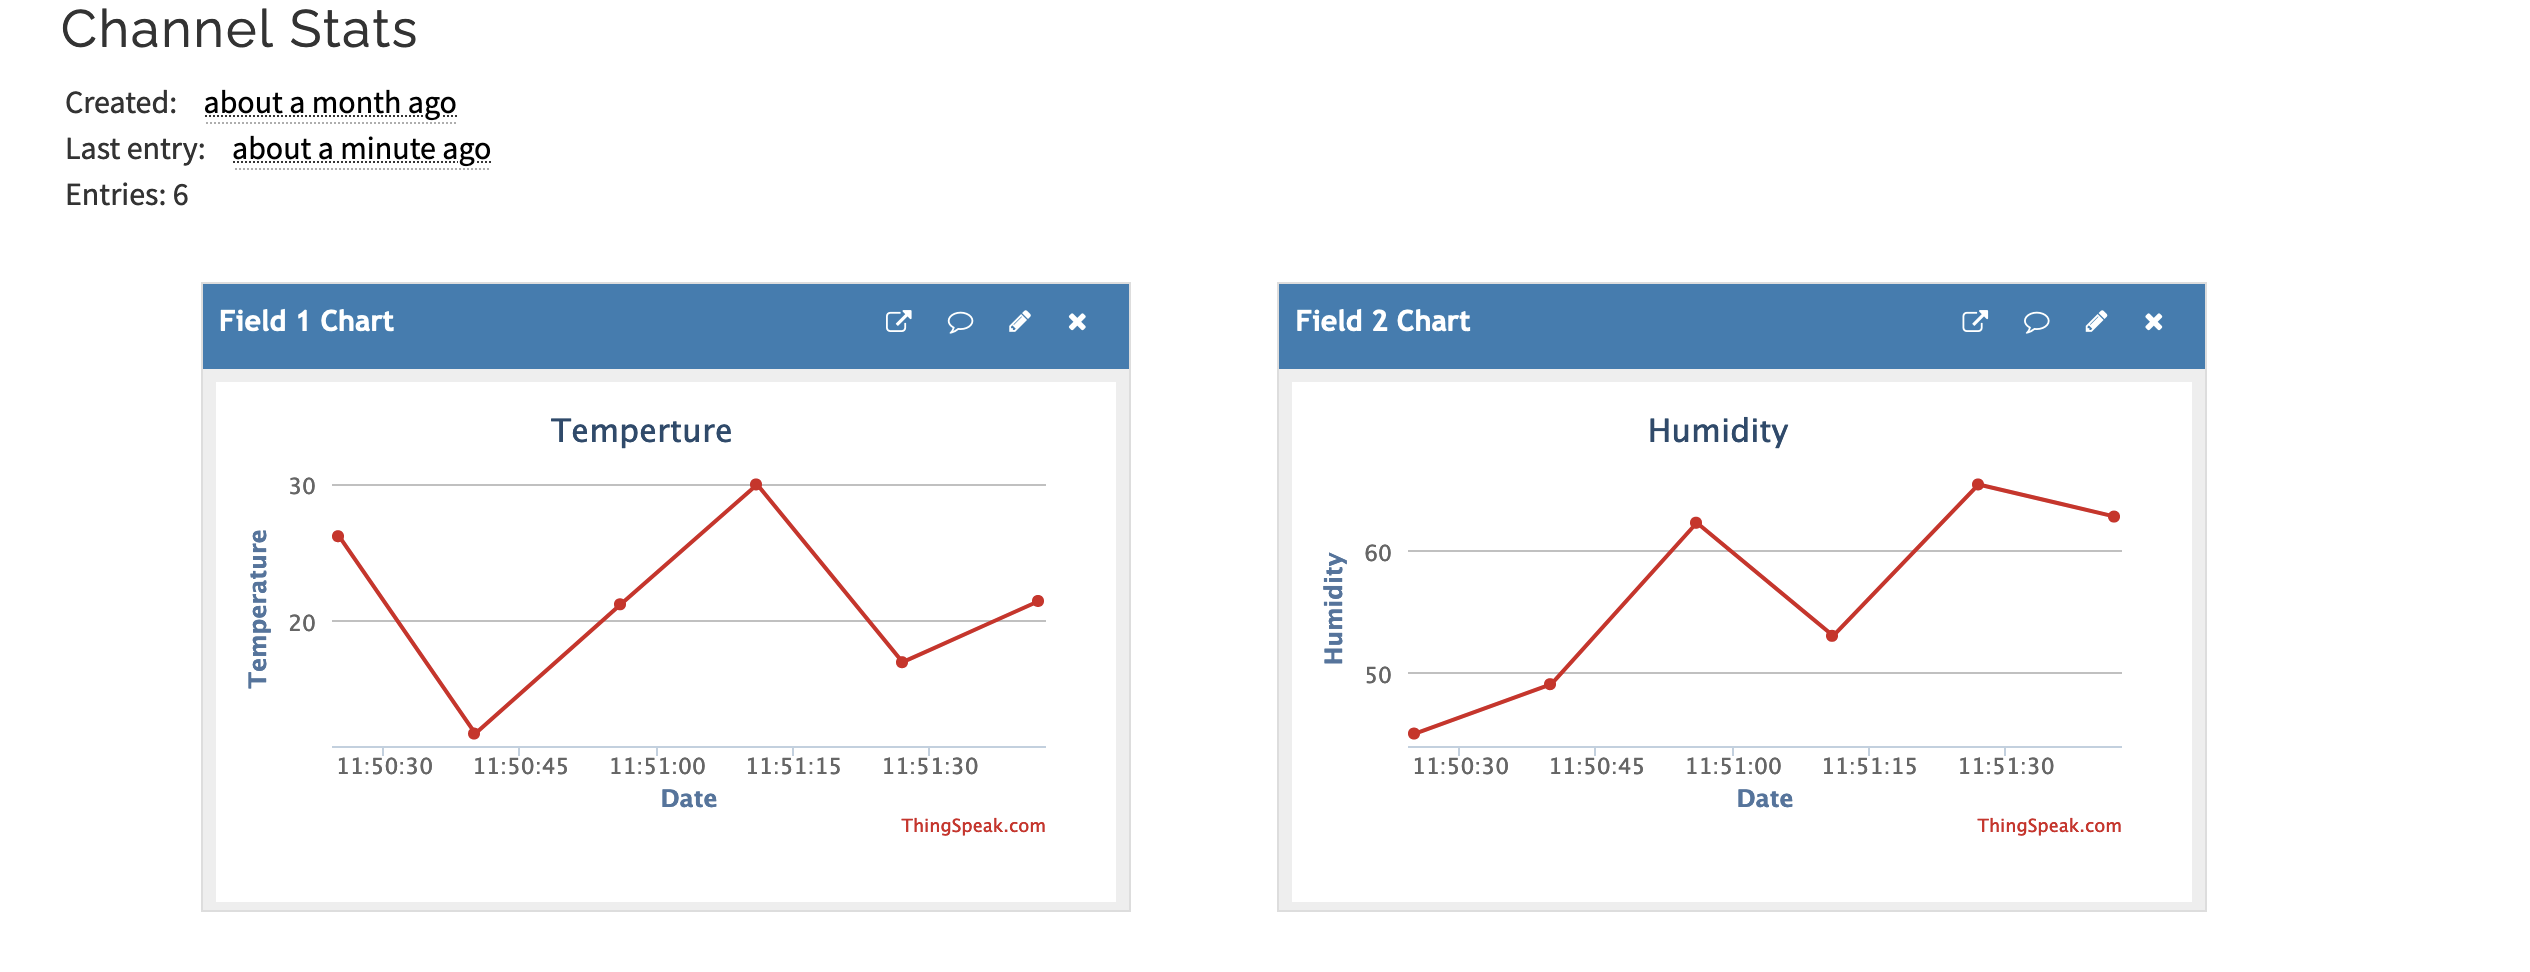 Channel Stats
Created: about a month ago
Last entry: about a minute ago
Entries: 6
Field 1 Chart
Temperture
Temperature
30
20
11:50:30 11:50:45 11:51:00 11:51:15 11:51:30
Date
ThingSpeak.com
Field 2 Chart
Humidity
Humidity
60
50
11:50:30 11:50:45 11:51:00 11:51:15 11:51:30
Date
ThingSpeak.com